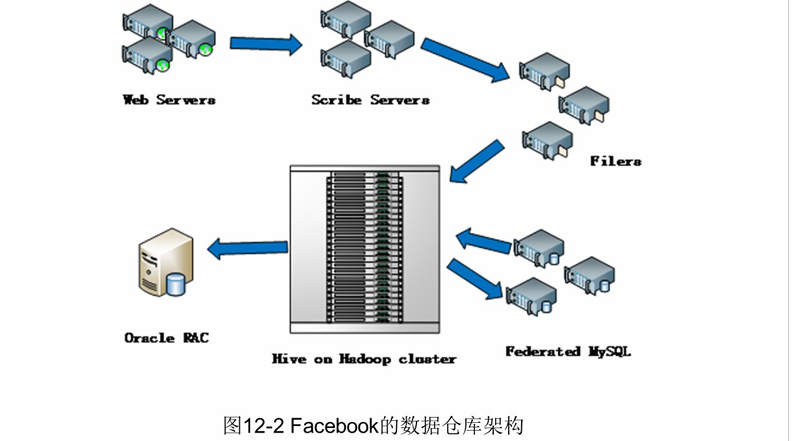 Web Servers
Scribe Servers
Filers
Oracle RAC
Hive on Hadoop cluster
Federated MySQL
图12-2 Facebook的数据仓库架构